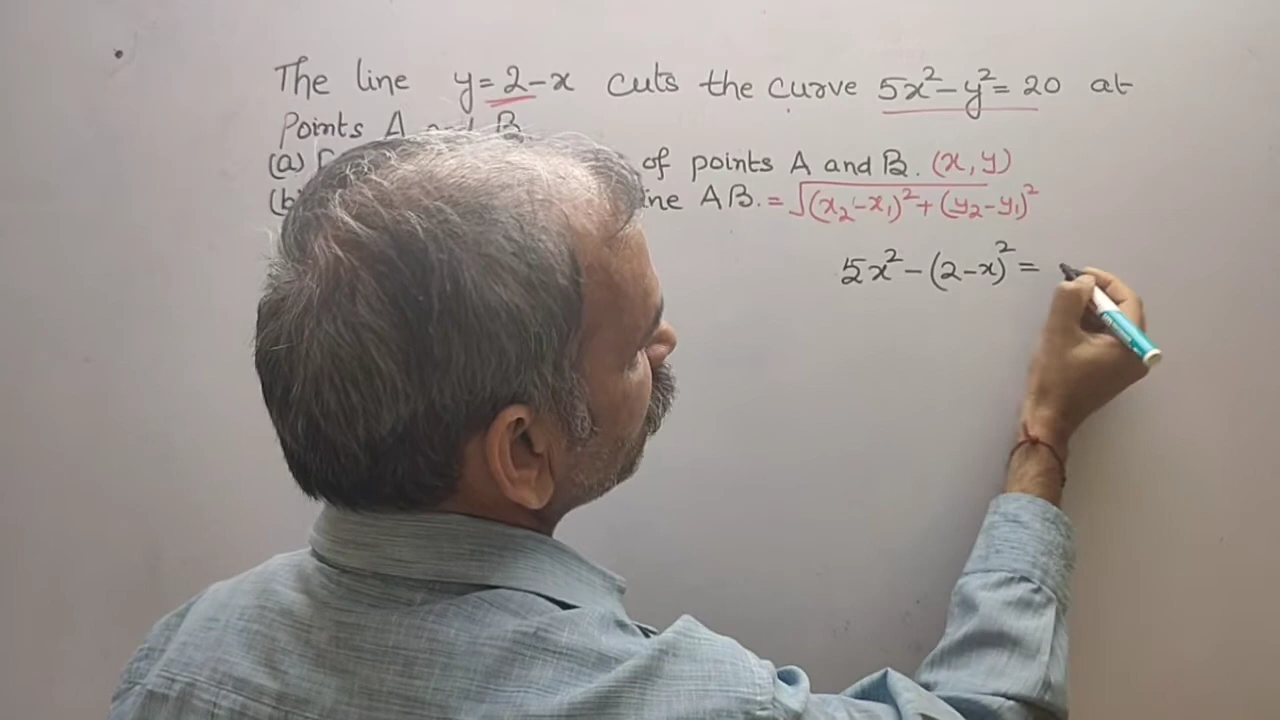 The line y=2-x cuts the curve 5x²-y²=20 at
Points A and B.
(a) of points A and B. (x, y)
(b) AB. = √(x₂-x₁)²+(y₂-y₁)²
5x²-(2-x)²=